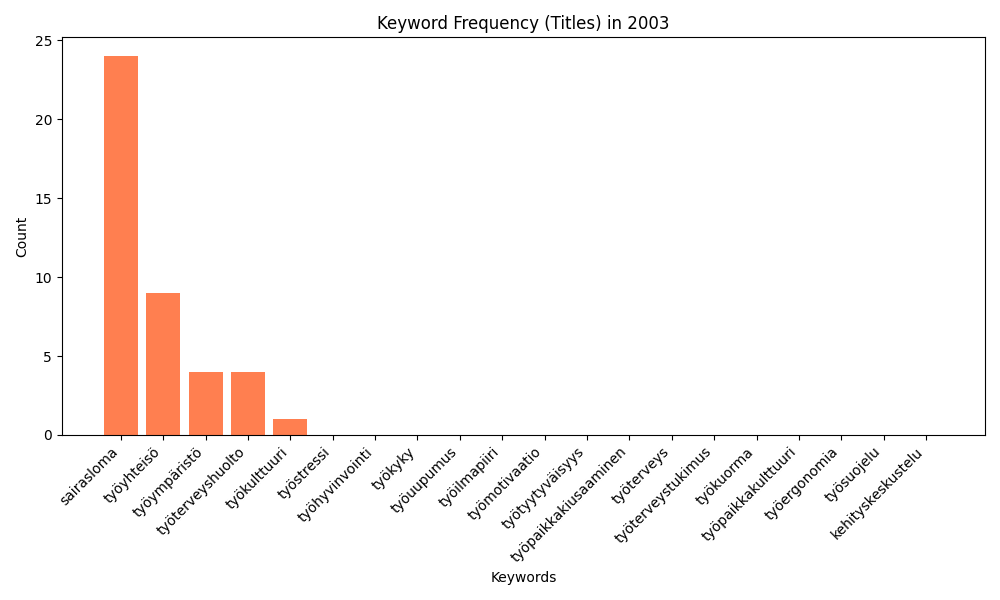 Keyword Frequency (Titles) in 2003
Count
25
20
15
10
5
0
sairasloma
työyhteisö
työympäristö
työterveyshuolto
työkulttuuri
työstressi
työhyvinvointi
työkyky
työuupumus
työilmapiiri
työmotivaatio
työtyytyväisyys
työpaikkakiusaaminen
työterveys
työterveystukimus
työkuorma
työpaikkakulttuuri
työergonomia
työsuojelu
kehityskeskustelu
Keywords